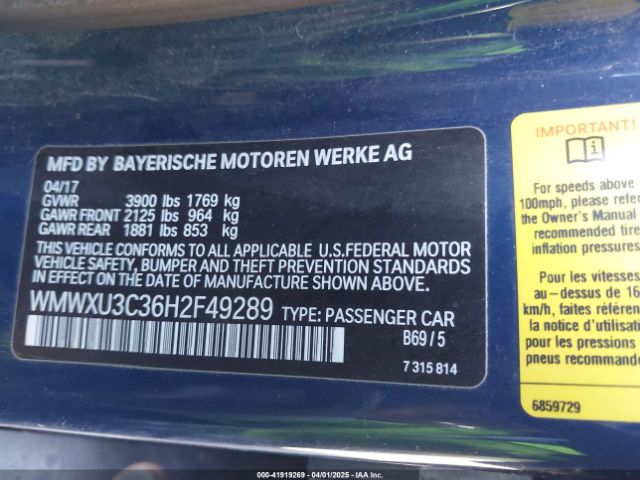 MFD BY BAYERISCHE MOTOREN WERKE AG
04/17
GVWR 3900 lbs 1769 kg
GAWR FRONT 2125 lbs 964 kg
GAWR REAR 1881 lbs 853 kg
THIS VEHICLE CONFORMS TO ALL APPLICABLE U.S.FEDERAL MOTOR
VEHICLE SAFETY, BUMPER AND THEFT PREVENTION STANDARDS
IN EFFECT ON THE DATE OF MANUFACTURE SHOWN ABOVE.
WMWXU3C36H2F49289 TYPE: PASSENGER CAR
B69 / 5
7 315 814
IMPORTANT!
For speeds above
100mph, please refer
the Owner's Manual
recommended tire
inflation pressures
Pour les vitesses
au-dessus de 16
km/h, faites référen
la notice d'utilisati
pour les pressions
pneus recommandé
6859729
000-41919269 - 04/01/2025 - IAA Corp.